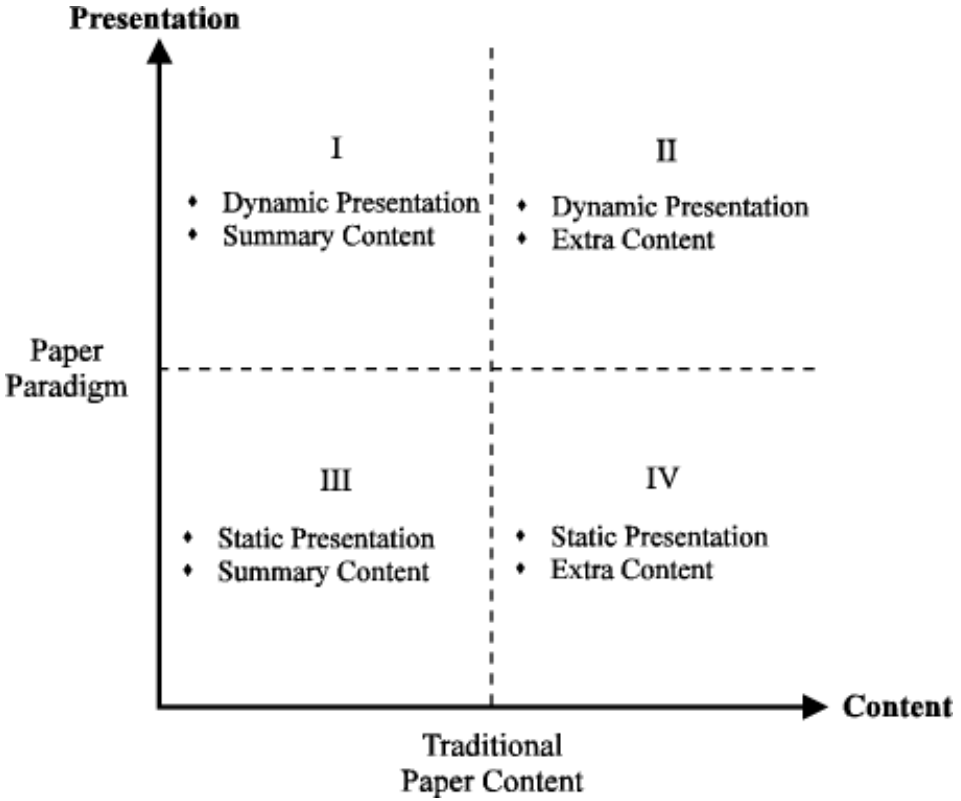 Presentation
I
♦ Dynamic Presentation
♦ Summary Content
II
♦ Dynamic Presentation
♦ Extra Content
Paper
Paradigm
III
♦ Static Presentation
♦ Summary Content
IV
♦ Static Presentation
♦ Extra Content
Content
Traditional
Paper Content